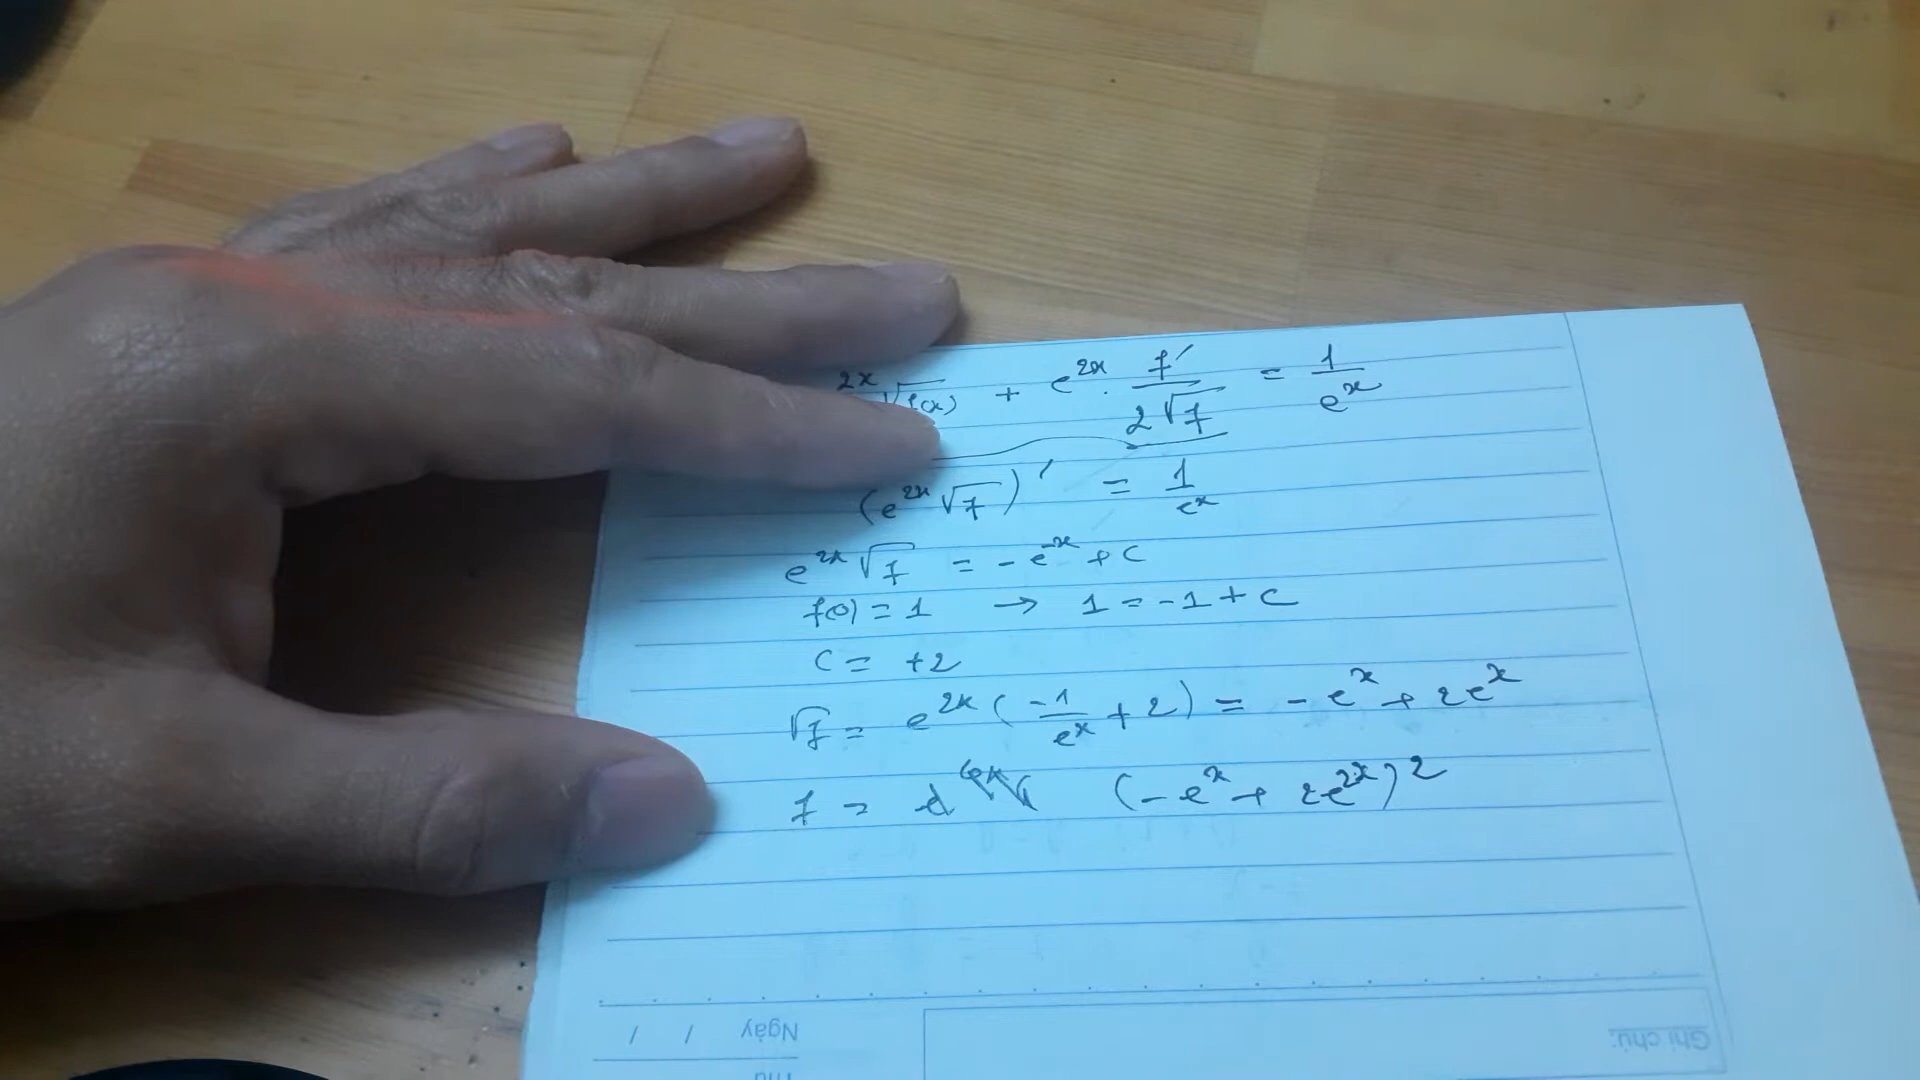 2x √f(x) + e^2x . f′/2√f = 1/e^x
(e^2x √f)′ = 1/e^x
e^2x √f = - e^-x + c
f(0) = 1 → 1 = -1 + c
c = +2
√f = e^2x ( -1/e^x + 2 ) = - e^x + 2e^x
f = (-e^x + 2e^2x)^2
Ngày / /
Ghi chú: